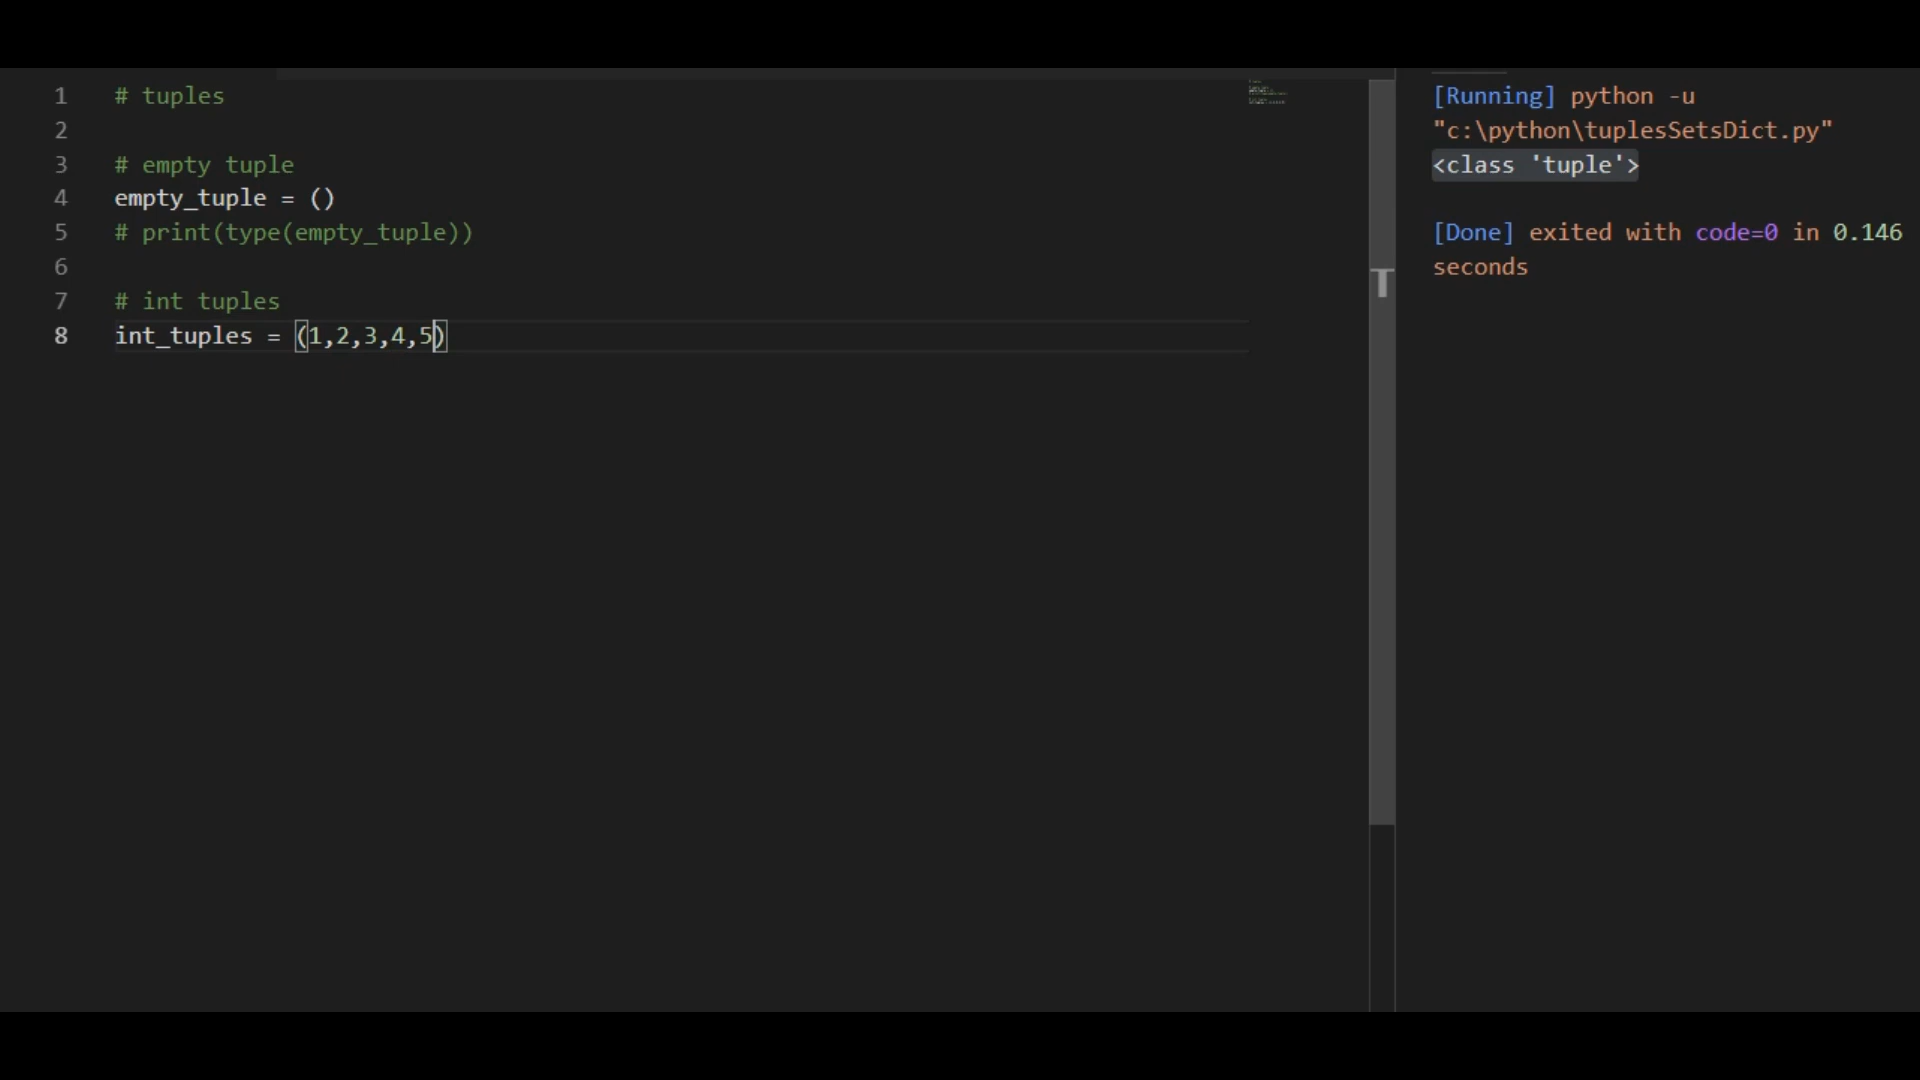 1 # tuples
2
3 # empty tuple
4 empty_tuple = ()
5 # print(type(empty_tuple))
6
7 # int tuples
8 int_tuples = (1,2,3,4,5)
[Running] python -u
"c:\python\tuplesSetsDict.py"
<class 'tuple'>
[Done] exited with code=0 in 0.146
seconds